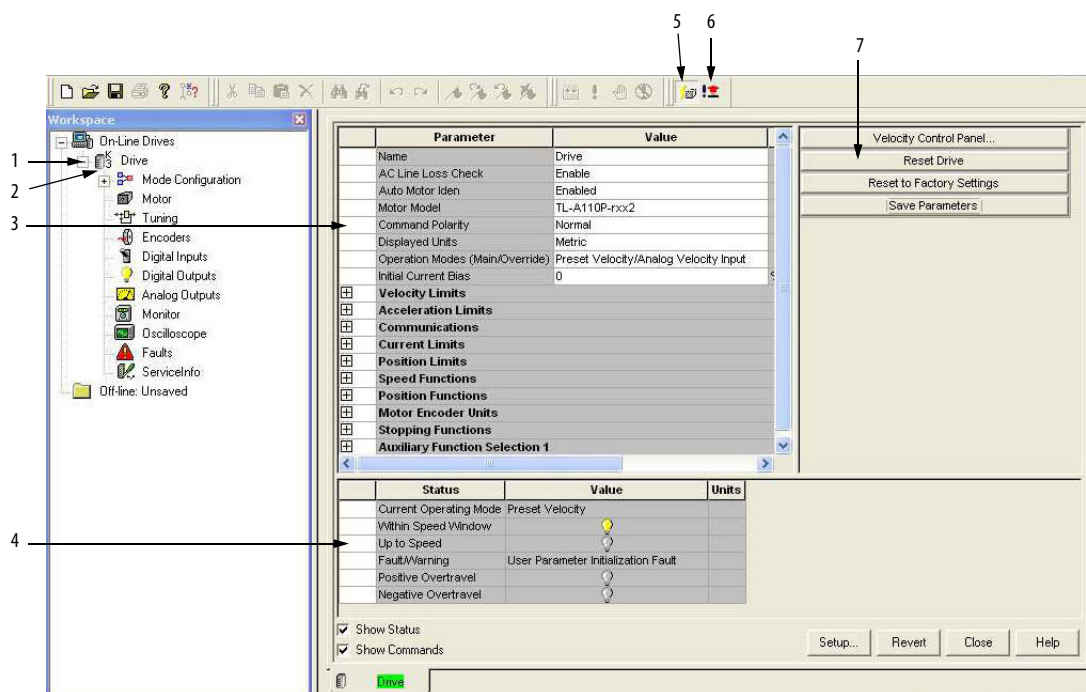 5
6
7
Workspace
On-Line Drives
1
K
3
Drive
2
Mode Configuration
Motor
Tuning
3
Encoders
Digital Inputs
Digital Outputs
Analog Outputs
Monitor
Oscilloscope
Faults
ServiceInfo
Off-line: Unsaved
Parameter Value
Name Drive
AC Line Loss Check Enable
Auto Motor Iden Enabled
Motor Model TL-A110P-rxx2
Command Polarity Normal
Displayed Units Metric
Operation Modes (Main/Override) Preset Velocity/Analog Velocity Input
Initial Current Bias 0
Velocity Limits
Acceleration Limits
Communications
Current Limits
Position Limits
Speed Functions
Position Functions
Motor Encoder Units
Stopping Functions
Auxiliary Function Selection 1
Velocity Control Panel...
Reset Drive
Reset to Factory Settings
Save Parameters
4
Status Value Units
Current Operating Mode Preset Velocity
Within Speed Window
Up to Speed
Fault/Warning User Parameter Initialization Fault
Positive Overtravel
Negative Overtravel
Show Status
Show Commands
Setup... Revert Close Help
Drive